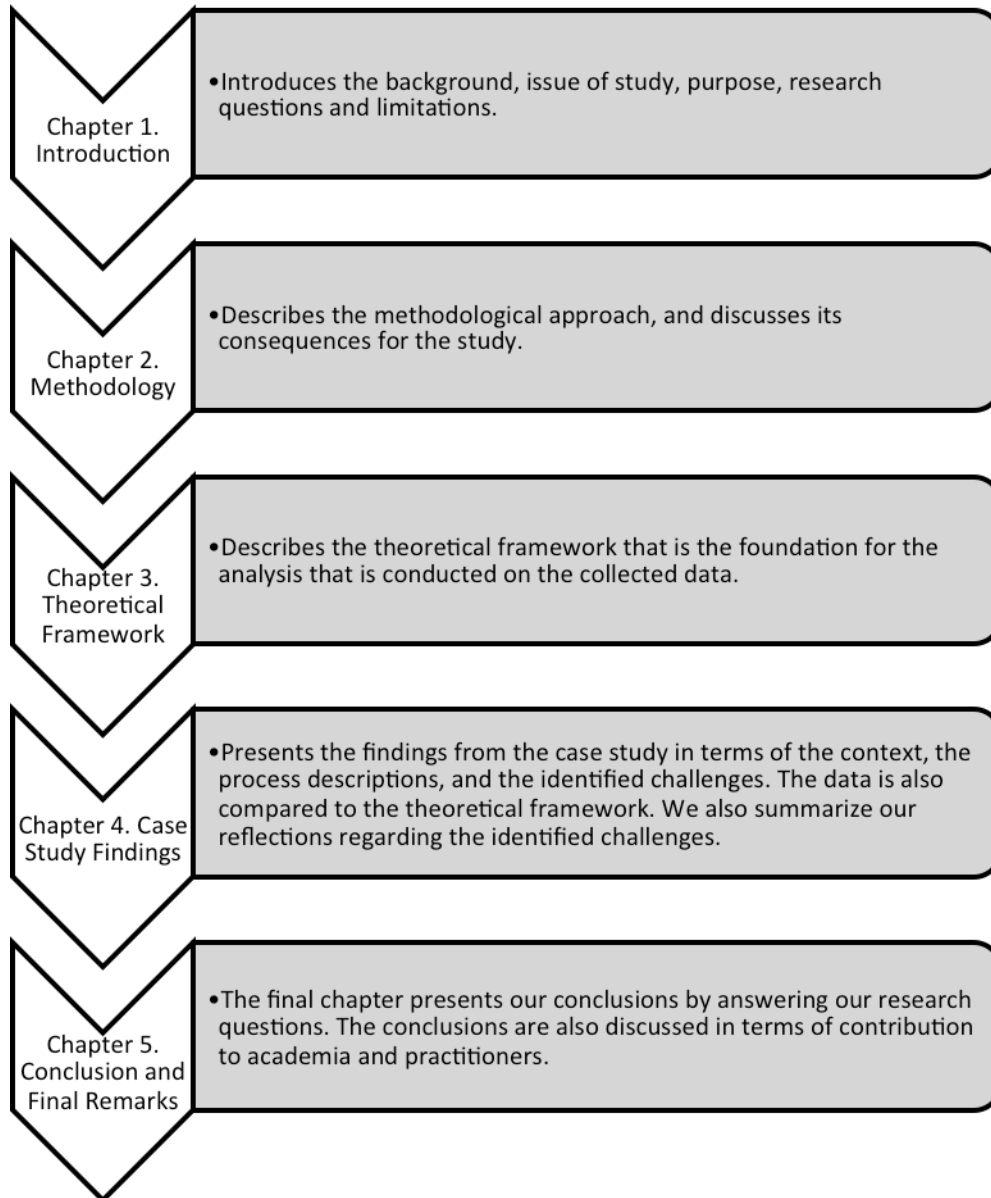 Chapter 1.
Introduction
•Introduces the background, issue of study, purpose, research
questions and limitations.
Chapter 2.
Methodology
•Describes the methodological approach, and discusses its
consequences for the study.
Chapter 3.
Theoretical
Framework
•Describes the theoretical framework that is the foundation for the
analysis that is conducted on the collected data.
Chapter 4. Case
Study Findings
•Presents the findings from the case study in terms of the context, the
process descriptions, and the identified challenges. The data is also
compared to the theoretical framework. We also summarize our
reflections regarding the identified challenges.
Chapter 5.
Conclusion and
Final Remarks
•The final chapter presents our conclusions by answering our research
questions. The conclusions are also discussed in terms of contribution
to academia and practitioners.